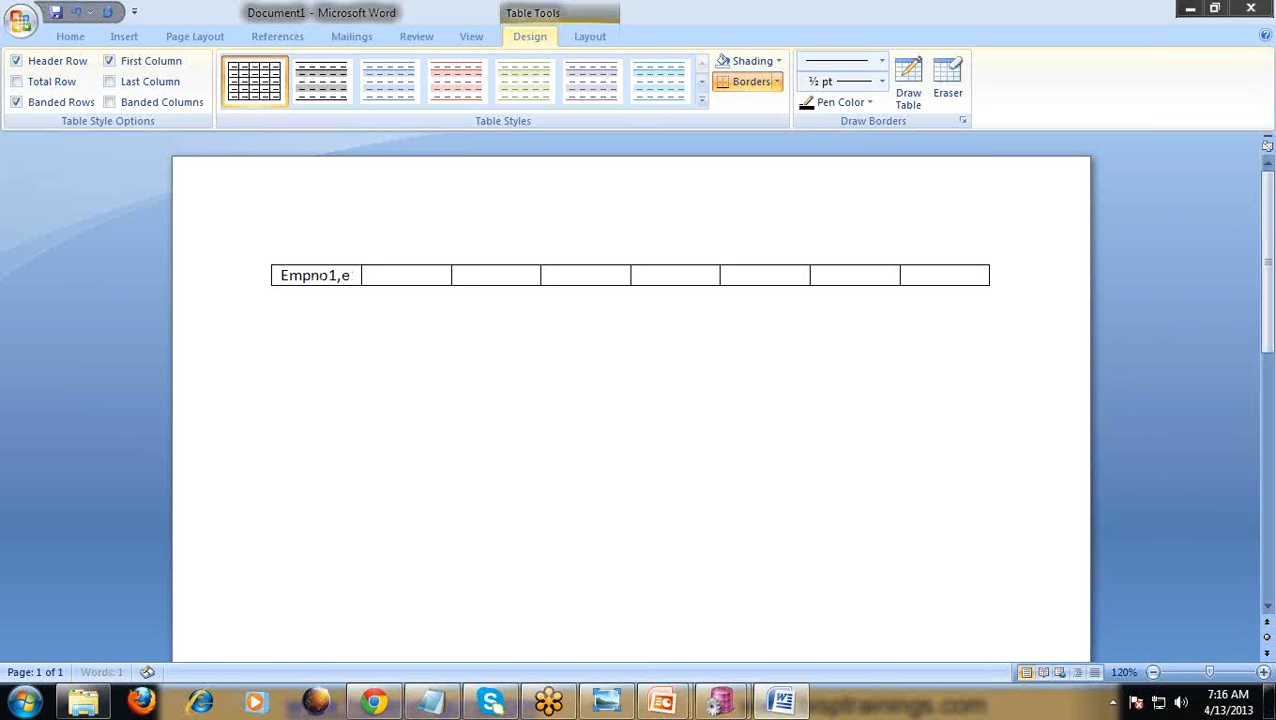 Document1 - Microsoft Word
Table Tools
Home Insert Page Layout References Mailings Review View Design Layout
Header Row First Column
Total Row Last Column
Banded Rows Banded Columns
Table Style Options
Table Styles
Shading
Borders
½ pt
Pen Color
Draw Table
Eraser
Draw Borders
Empno1,e
Page: 1 of 1 Words: 1 120%
7:16 AM
4/13/2013